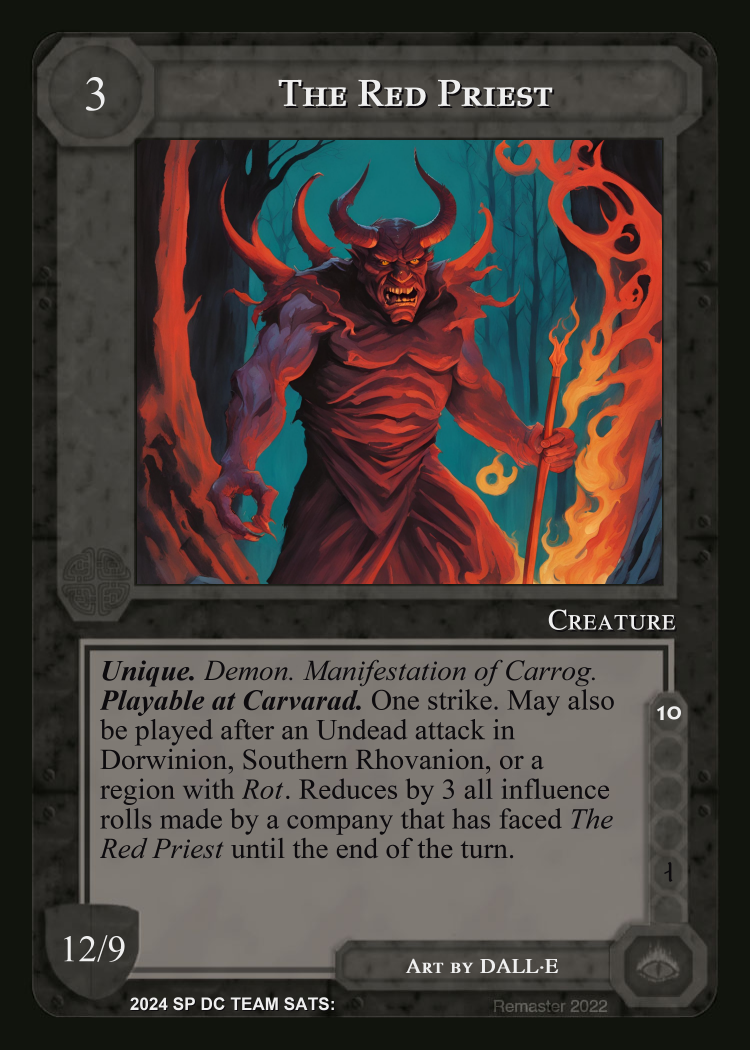 3
The Red Priest
Creature
Unique. Demon. Manifestation of Carrog.
Playable at Carvarad. One strike. May also
be played after an Undead attack in
Dorwinion, Southern Rhovanion, or a
region with Rot. Reduces by 3 all influence
rolls made by a company that has faced The
Red Priest until the end of the turn.
10
12/9
Art by DALL·E
2024 SP DC TEAM SATS:
Remaster 2022